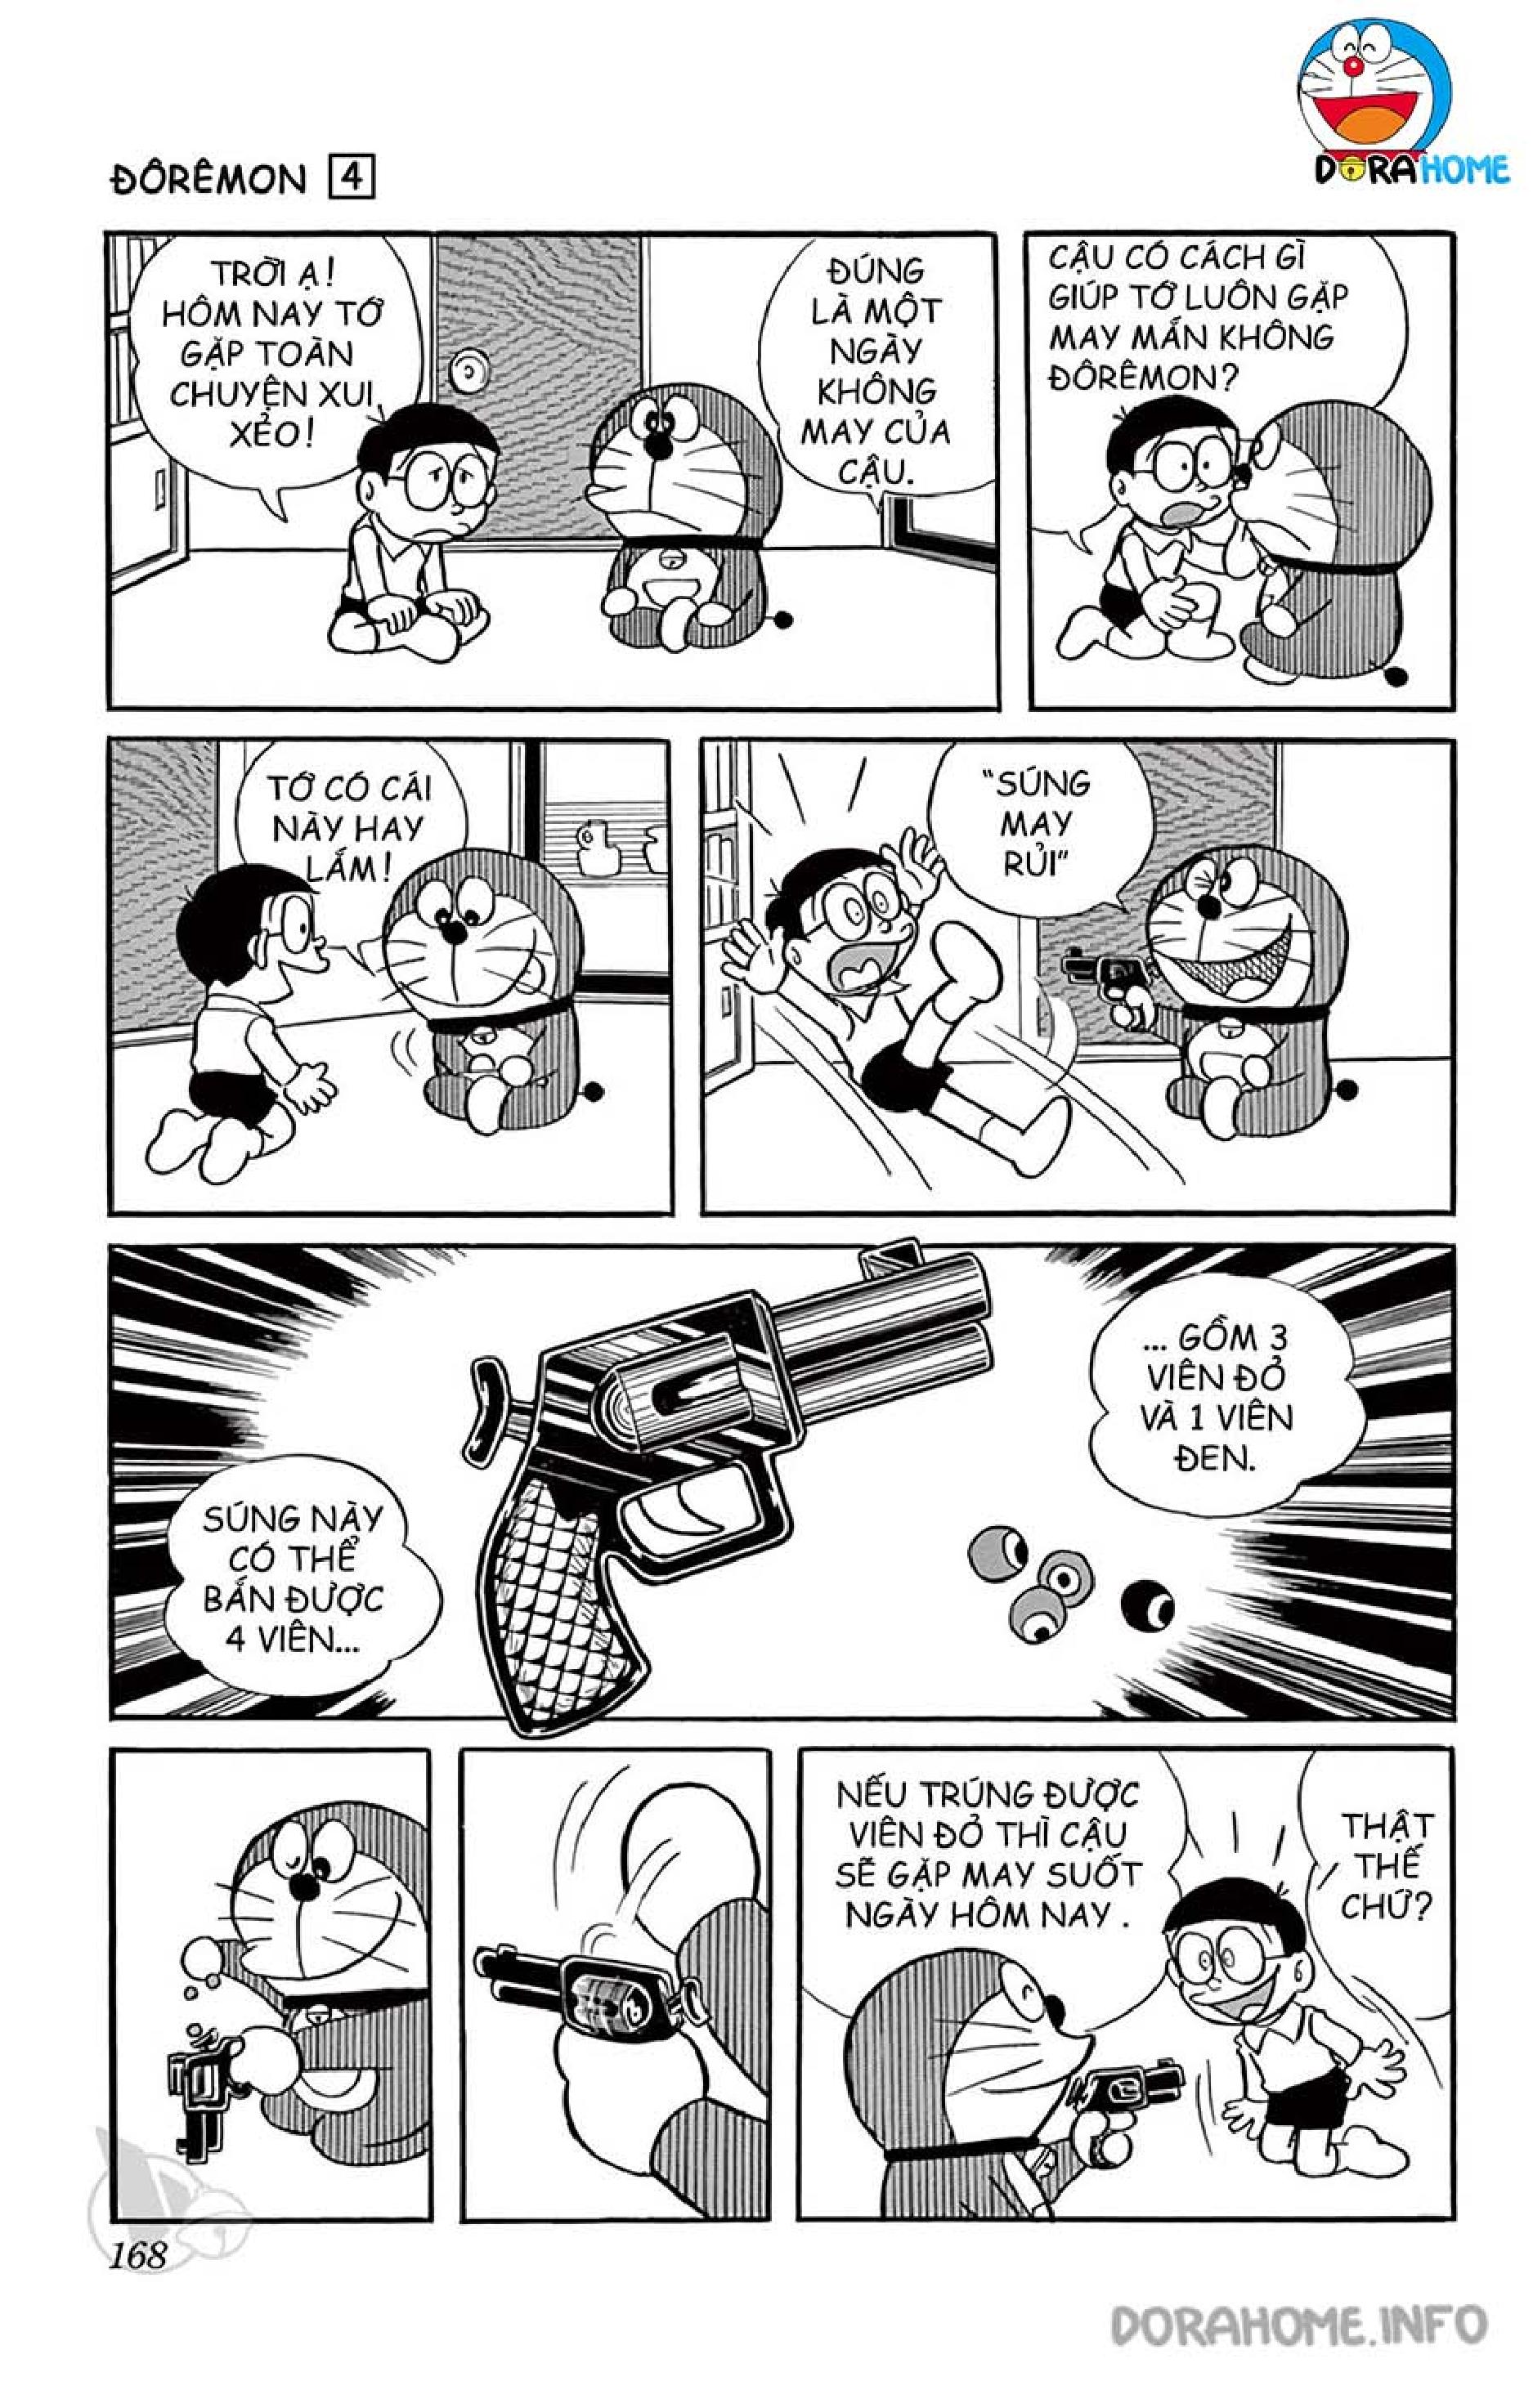 DORAHOME
ĐÔRÊMON 4
TRỜI Ạ!
HÔM NAY TỚ
GẶP TOÀN
CHUYỆN XUI
XẺO!
ĐÚNG
LÀ MỘT
NGÀY
KHÔNG
MAY CỦA
CẬU.
CẬU CÓ CÁCH GÌ
GIÚP TỚ LUÔN GẶP
MAY MẮN KHÔNG
ĐÔRÊMON?
TỚ CÓ CÁI
NÀY HAY
LẮM!
"SÚNG
MAY
RỦI"
SÚNG NÀY
CÓ THỂ
BẮN ĐƯỢC
4 VIÊN...
... GỒM 3
VIÊN ĐỎ
VÀ 1 VIÊN
ĐEN.
NẾU TRÚNG ĐƯỢC
VIÊN ĐỎ THÌ CẬU
SẼ GẶP MAY SUỐT
NGÀY HÔM NAY .
THẬT
THẾ
CHỨ?
168
DORAHOME.INFO